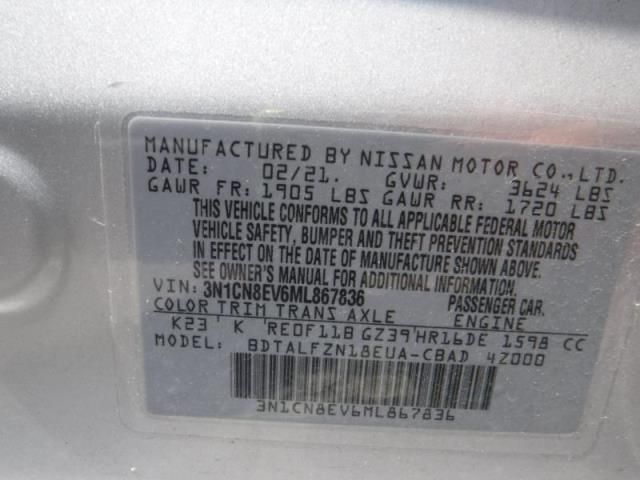 MANUFACTURED BY NISSAN MOTOR CO.,LTD.
DATE: 02/21. GVWR: 3624 LBS
GAWR FR: 1905 LBS GAWR RR: 1720 LBS
THIS VEHICLE CONFORMS TO ALL APPLICABLE FEDERAL MOTOR
VEHICLE SAFETY, BUMPER AND THEFT PREVENTION STANDARDS
IN EFFECT ON THE DATE OF MANUFACTURE SHOWN ABOVE.
SEE OWNER'S MANUAL FOR ADDITIONAL INFORMATION.
VIN: 3N1CN8EV6ML867836 PASSENGER CAR.
COLOR TRIM TRANS AXLE ENGINE
K23 K RE0F11B GZ39 HR16DE 1598 CC
MODEL: BDTALFZN18EUA-CBAD 4Z000
3N1CN8EV6ML867836